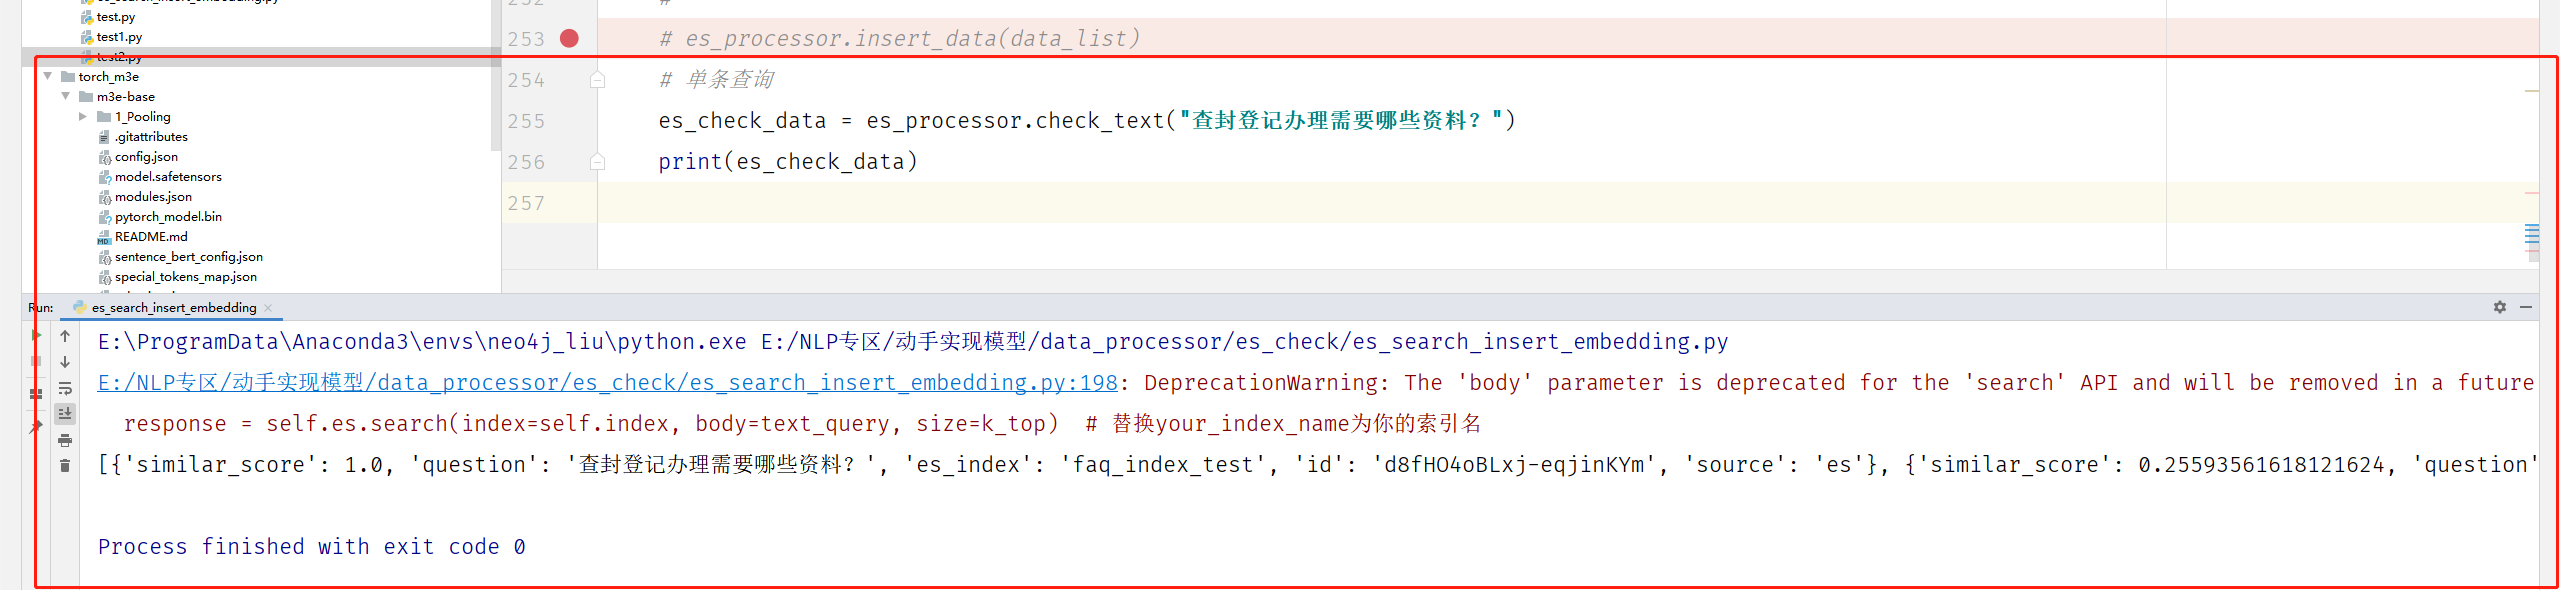 es_search_insert_embedding.py
test.py
test1.py
test2.py
torch_m3e
m3e-base
1_Pooling
.gitattributes
config.json
model.safetensors
modules.json
pytorch_model.bin
README.md
sentence_bert_config.json
special_tokens_map.json
252 #
253 # es_processor.insert_data(data_list)
254 # 单条查询
255 es_check_data = es_processor.check_text("查封登记办理需要哪些资料？")
256 print(es_check_data)
257
Run: es_search_insert_embedding
E:\ProgramData\Anaconda3\envs\neo4j_liu\python.exe E:/NLP专区/动手实现模型/data_processor/es_check/es_search_insert_embedding.py
E:/NLP专区/动手实现模型/data_processor/es_check/es_search_insert_embedding.py:198: DeprecationWarning: The 'body' parameter is deprecated for the 'search' API and will be removed in a future
response = self.es.search(index=self.index, body=text_query, size=k_top) # 替换your_index_name为你的索引名
[{'similar_score': 1.0, 'question': '查封登记办理需要哪些资料？', 'es_index': 'faq_index_test', 'id': 'd8fHO4oBLxj-eqjinKYm', 'source': 'es'}, {'similar_score': 0.25593561618121624, 'question'
Process finished with exit code 0